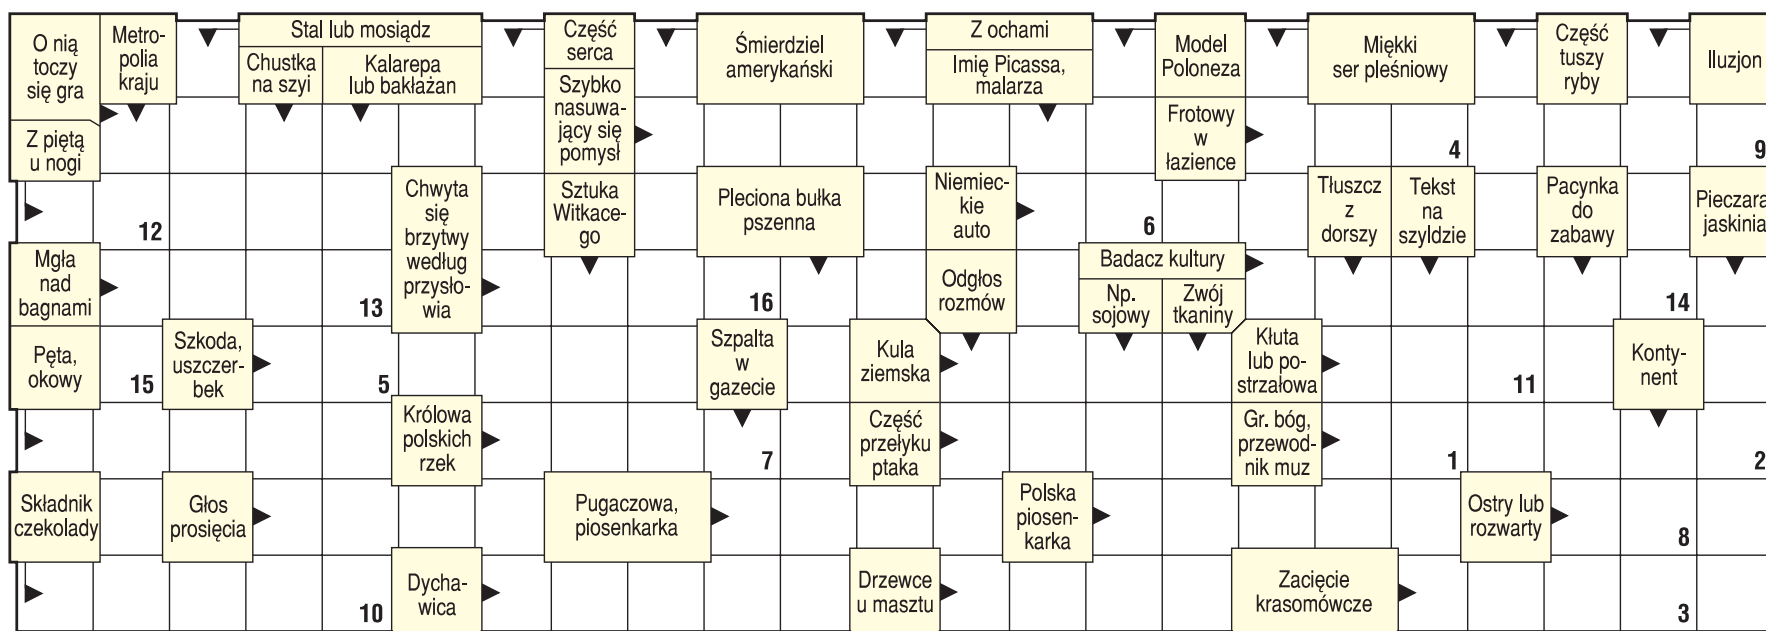 O nią
toczy
się gra
Z piętą
u nogi
Metro-
polia
kraju
Stal lub mosiądz
Chustka
na szyi
Kalarepa
lub bakłażan
Część
serca
Szybko
nasuwa-
jący się
pomysł
Śmierdziel
amerykański
Z ochami
Imię Picassa,
malarza
Model
Poloneza
Frotowy
w
łazience
Miękki
ser pleśniowy
4
Część
tuszy
ryby
Iluzjon
9
12
Chwyta
się
brzytwy
według
przysło-
wia
Sztuka
Witkace-
go
Pleciona bułka
pszenna
Niemiec-
kie
auto
6
Tłuszcz
z
dorszy
Tekst
na
szyldzie
Pacynka
do
zabawy
Pieczara,
jaskinia
Mgła
nad
bagnami
13
16
Odgłos
rozmów
Badacz kultury
Np.
sojowy
Zwój
tkaniny
14
Pęta,
okowy
15
Szkoda,
uszczer-
bek
5
Szpalta
w
gazecie
Kula
ziemska
Kłuta
lub po-
strzałowa
11
Konty-
nent
Królowa
polskich
rzek
7
Część
przełyku
ptaka
Gr. bóg,
przewod-
nik muz
1
2
Składnik
czekolady
Głos
prosięcia
Pugaczowa,
piosenkarka
Polska
piosen-
karka
Ostry lub
rozwarty
8
10
Dycha-
wica
Drzewce
u masztu
Zacięcie
krasomówcze
3